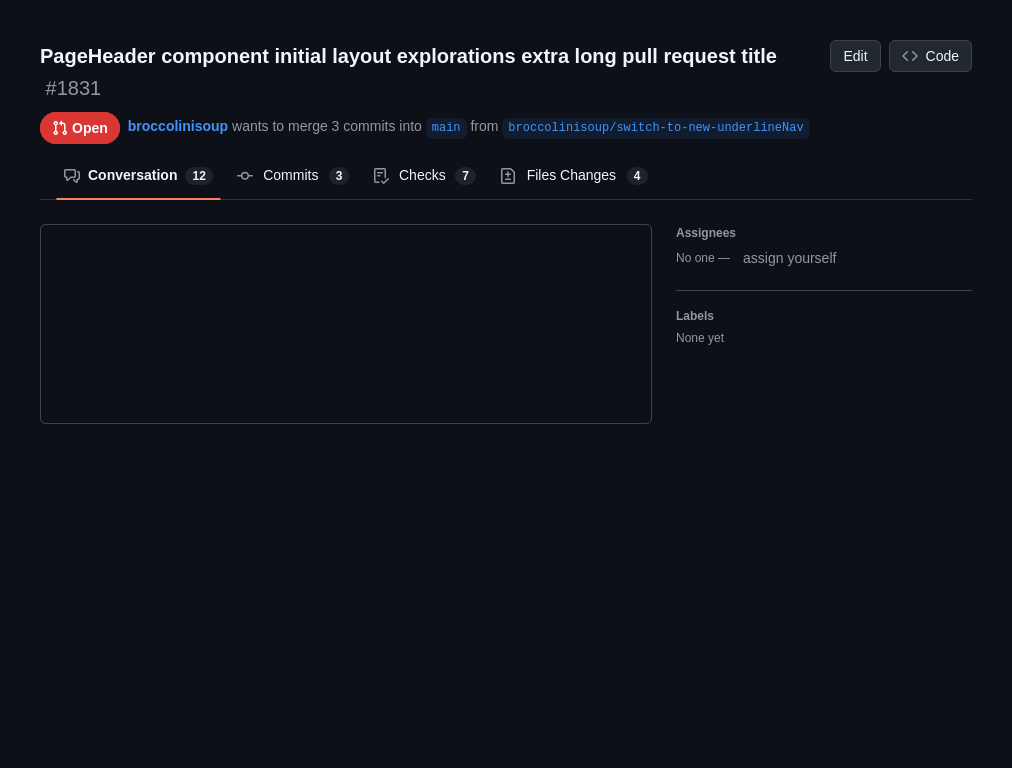 PageHeader component initial layout explorations extra long pull request title
#1831
Edit
Code
Open
broccolinisoup wants to merge 3 commits into main from broccolinisoup/switch-to-new-underlineNav
Conversation 12 Commits 3 Checks 7 Files Changes 4
Assignees
No one — assign yourself
Labels
None yet